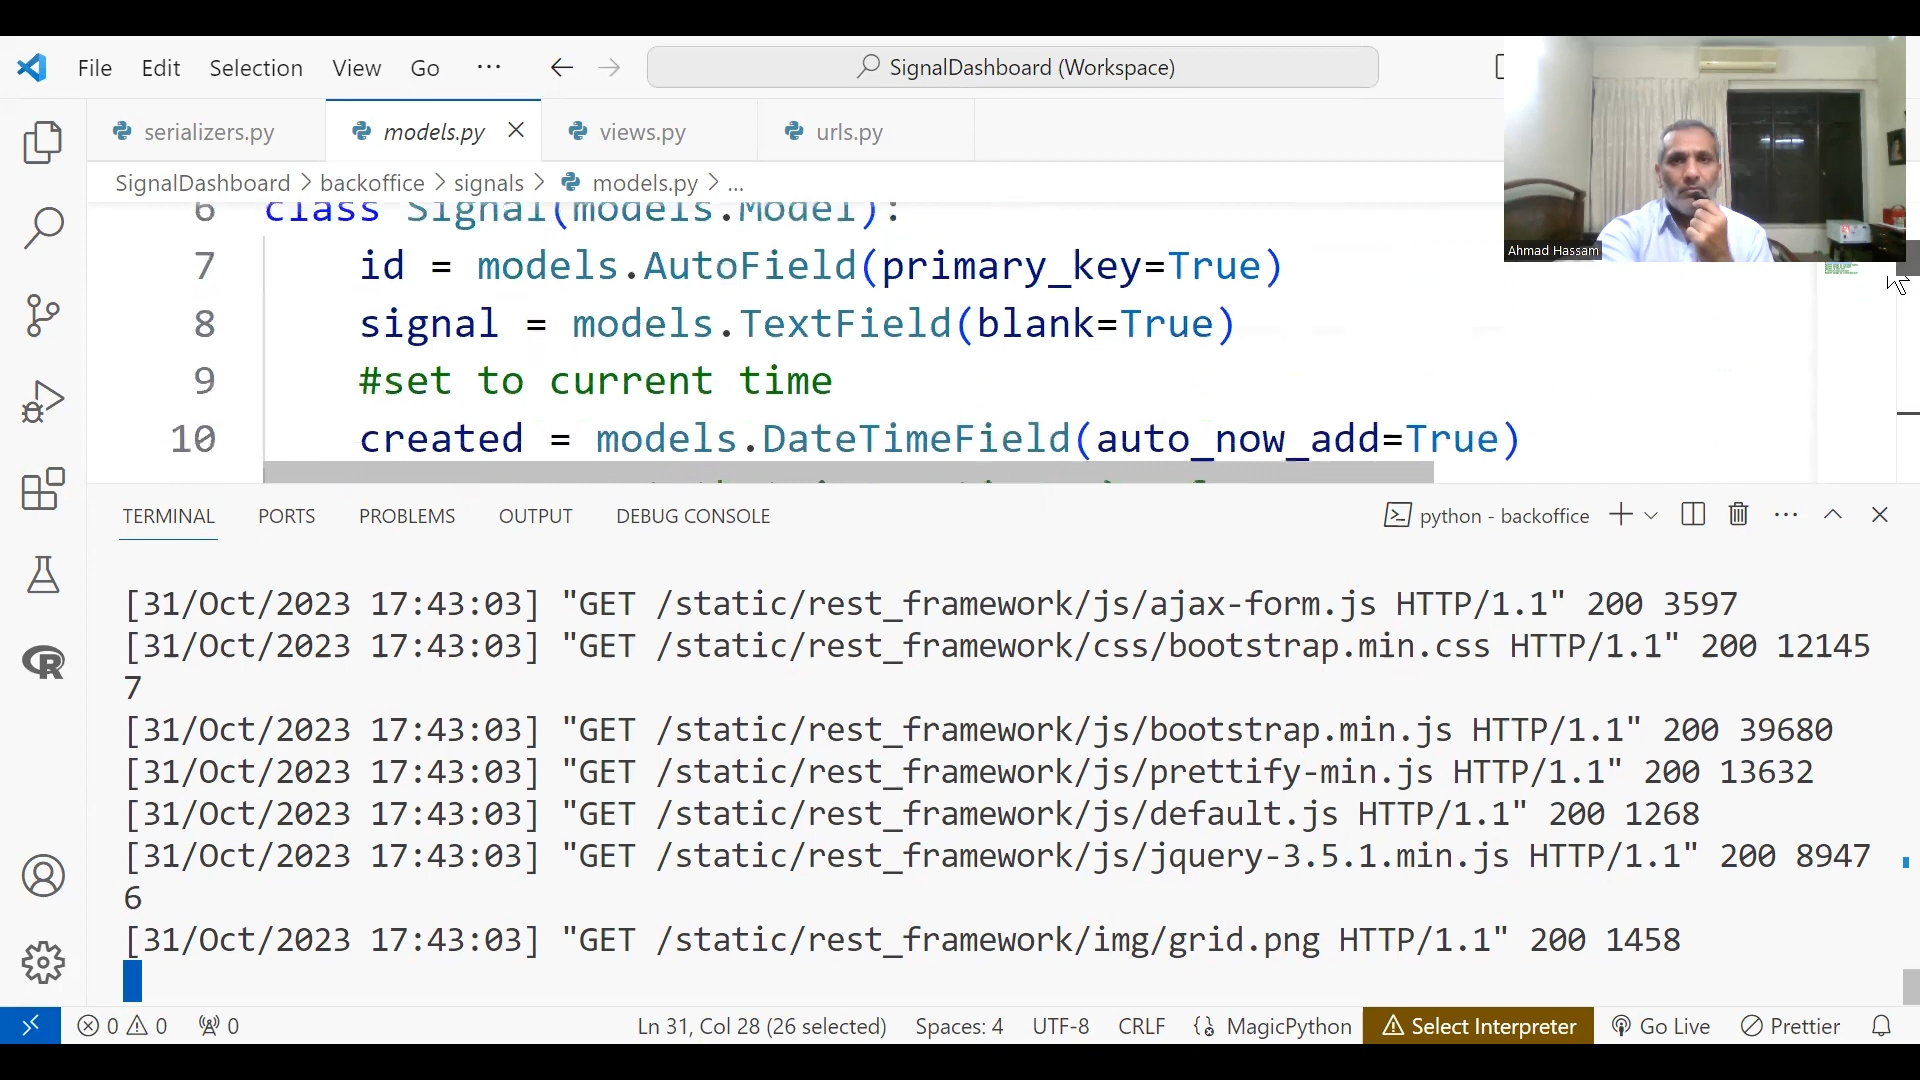 File Edit Selection View Go ...
SignalDashboard (Workspace)
serializers.py models.py views.py urls.py
SignalDashboard > backoffice > signals > models.py > ...
6 class Signal(models.Model):
7 id = models.AutoField(primary_key=True)
8 signal = models.TextField(blank=True)
9 #set to current time
10 created = models.DateTimeField(auto_now_add=True)
Ahmad Hassam
TERMINAL PORTS PROBLEMS OUTPUT DEBUG CONSOLE
python - backoffice
[31/Oct/2023 17:43:03] "GET /static/rest_framework/js/ajax-form.js HTTP/1.1" 200 3597
[31/Oct/2023 17:43:03] "GET /static/rest_framework/css/bootstrap.min.css HTTP/1.1" 200 12145
7
[31/Oct/2023 17:43:03] "GET /static/rest_framework/js/bootstrap.min.js HTTP/1.1" 200 39680
[31/Oct/2023 17:43:03] "GET /static/rest_framework/js/prettify-min.js HTTP/1.1" 200 13632
[31/Oct/2023 17:43:03] "GET /static/rest_framework/js/default.js HTTP/1.1" 200 1268
[31/Oct/2023 17:43:03] "GET /static/rest_framework/js/jquery-3.5.1.min.js HTTP/1.1" 200 8947
6
[31/Oct/2023 17:43:03] "GET /static/rest_framework/img/grid.png HTTP/1.1" 200 1458
0 0 0 Ln 31, Col 28 (26 selected) Spaces: 4 UTF-8 CRLF MagicPython Select Interpreter Go Live Prettier